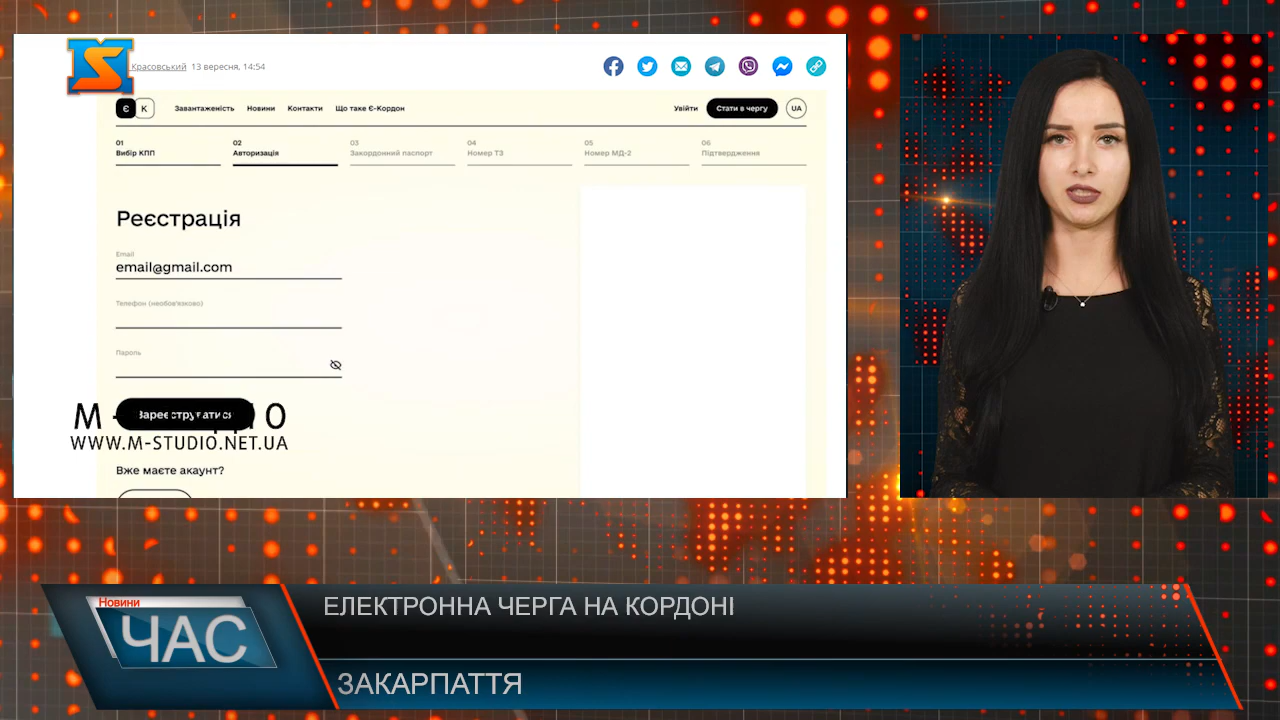 Красовський 13 вересня, 14:54
Є К Завантаженість Новини Контакти Що таке Є-Кордон Увійти Стати в чергу UA
01 02 03 04 05 06
Вибір КПП Авторизація Закордонний паспорт Номер ТЗ Номер МД-2 Підтвердження
Реєстрація
Email
email@gmail.com
Телефон (необов'язково)
Пароль
Зареєструватися
WWW.M-STUDIO.NET.UA
Вже маєте акаунт?
Новини
ЧАС
ЕЛЕКТРОННА ЧЕРГА НА КОРДОНІ
ЗАКАРПАТТЯ